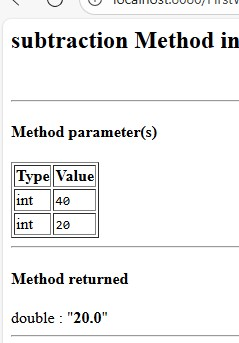 subtraction Method in
Method parameter(s)
Type Value
int 40
int 20
Method returned
double : "20.0"